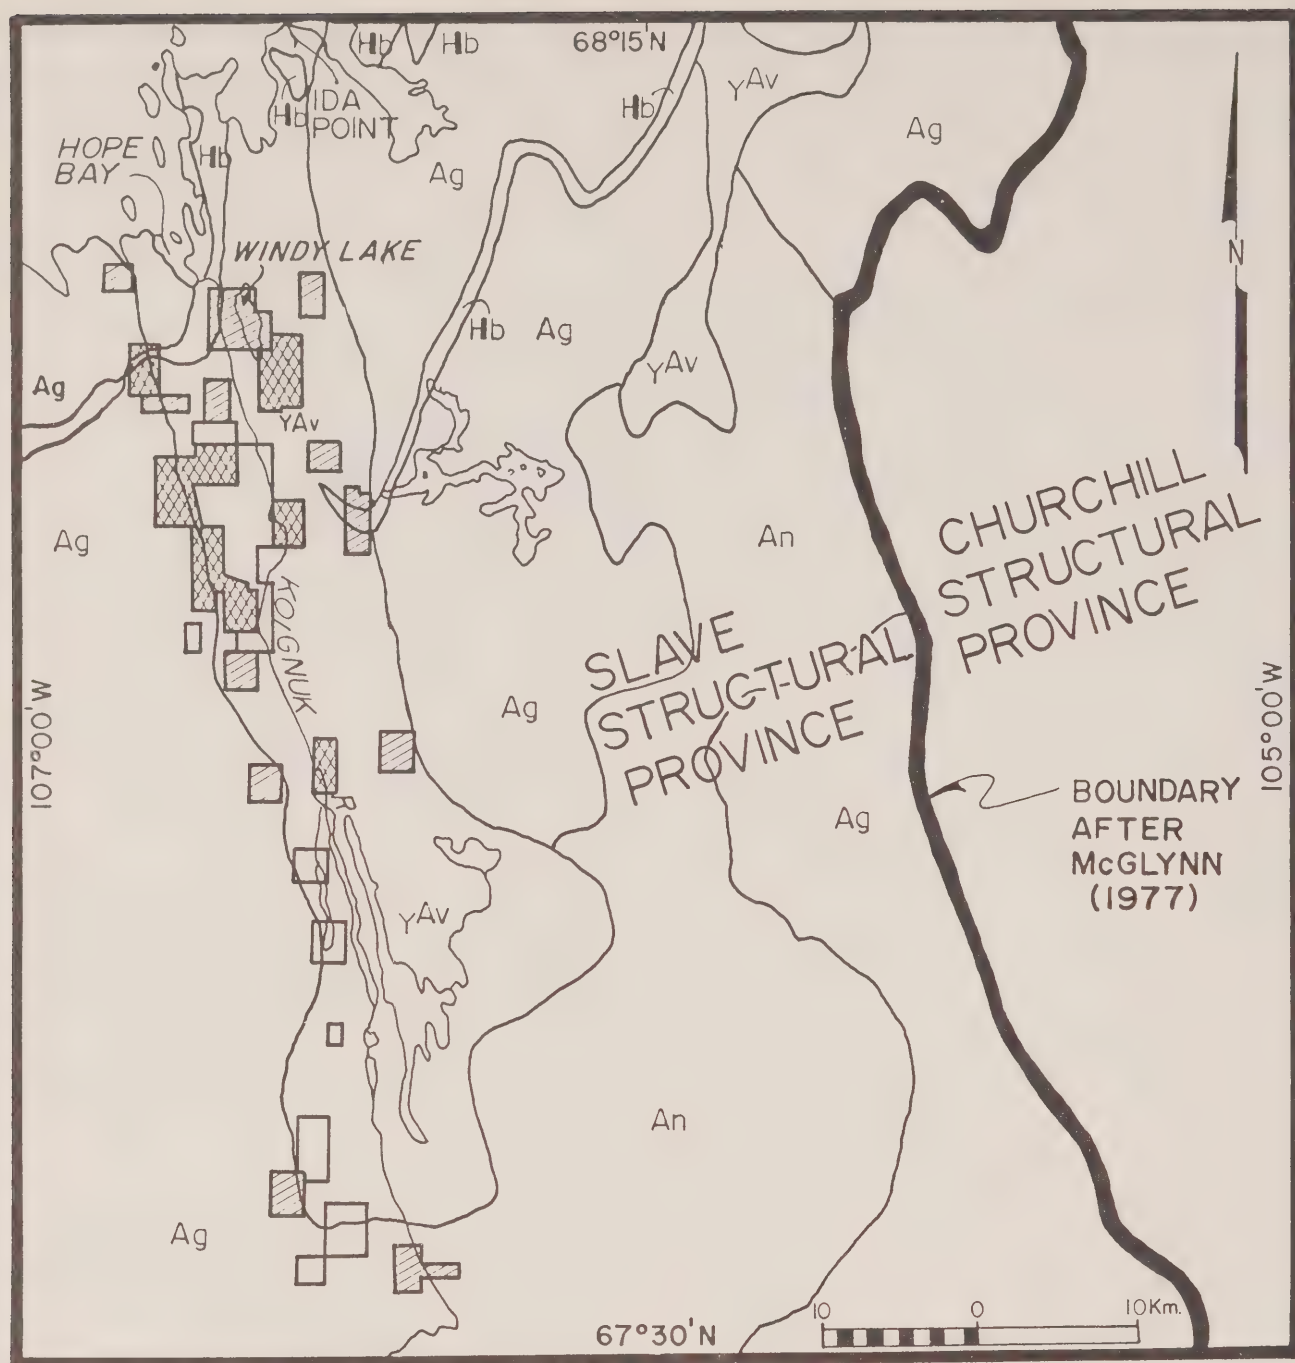 Hb
Hb
68°15'N
Hb
IDA
POINT
Hb
YAv
Ag
HOPE
BAY
Hb
Ag
WINDY LAKE
N
Hb
Ag
YAv
Ag
YAv
Ag
An
CHURCHILL
STRUCTURAL
PROVINCE
KOIGNUK
R
SLAVE
STRUCTURAL
PROVINCE
Ag
107°00'W
105°00'W
BOUNDARY
AFTER
McGLYNN
(1977)
Ag
YAv
An
Ag
10 0 10Km.
67°30'N